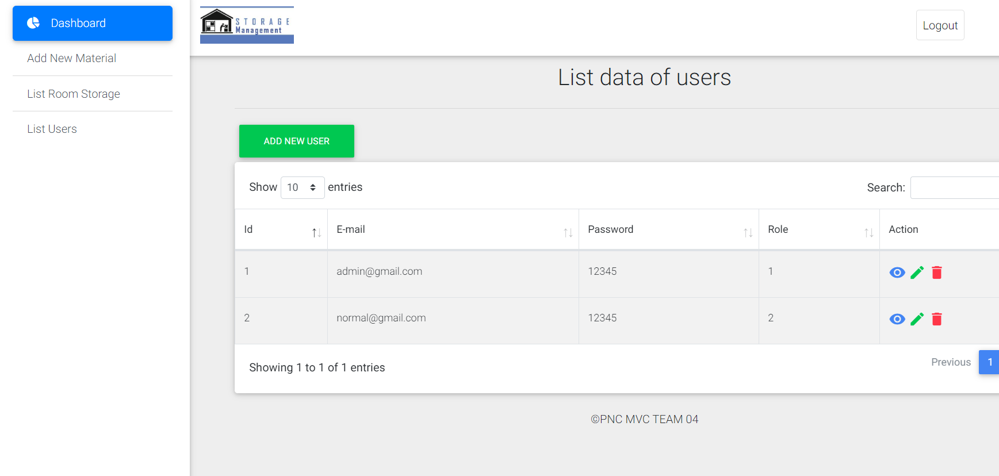 Dashboard
Add New Material
List Room Storage
List Users
STORAGE
Management
Logout
List data of users
ADD NEW USER
Show 10 entries
Search:
Id E-mail Password Role Action
1 admin@gmail.com 12345 1
2 normal@gmail.com 12345 2
Showing 1 to 1 of 1 entries
Previous 1
©PNC MVC TEAM 04